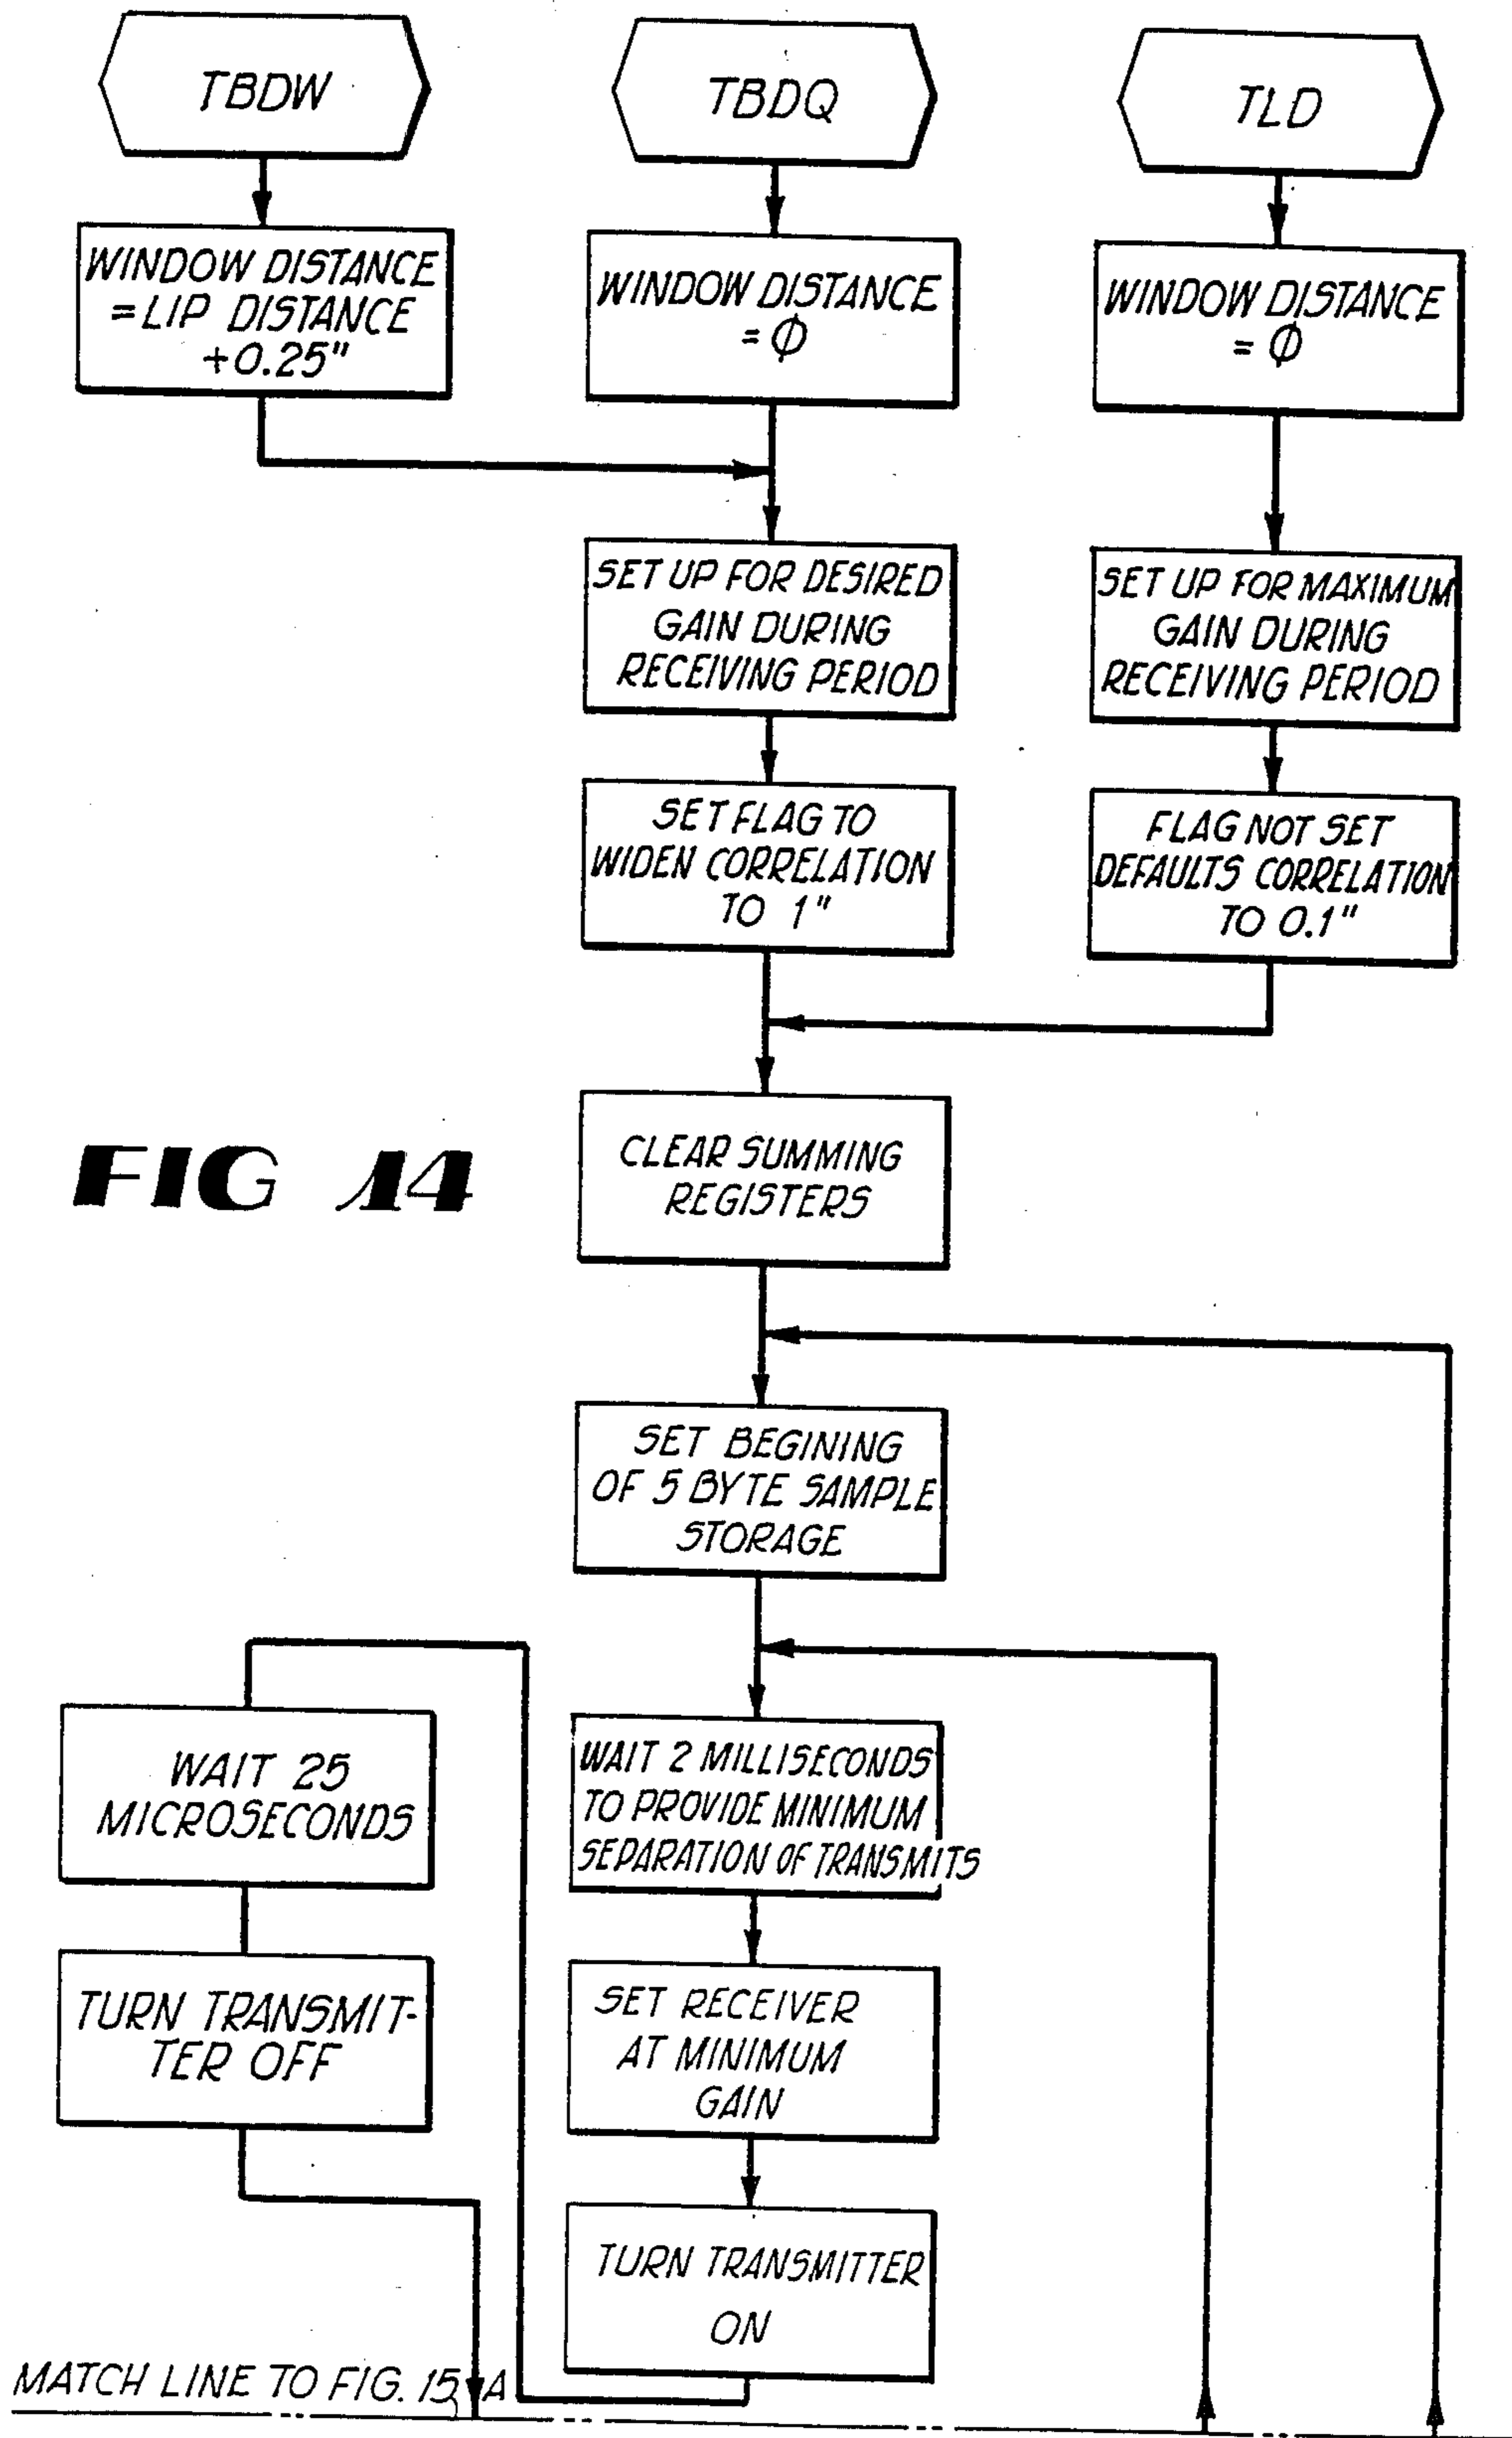 TBDW
TBDQ
TLD
WINDOW DISTANCE
=LIP DISTANCE
+0.25"
WINDOW DISTANCE
=Φ
WINDOW DISTANCE
=Φ
SET UP FOR DESIRED
GAIN DURING
RECEIVING PERIOD
SET UP FOR MAXIMUM
GAIN DURING
RECEIVING PERIOD
SET FLAG TO
WIDEN CORRELATION
TO 1"
FLAG NOT SET
DEFAULTS CORRELATION
TO 0.1"
CLEAR SUMMING
REGISTERS
FIG 14
SET BEGINING
OF 5 BYTE SAMPLE
STORAGE
WAIT 2 MILLISECONDS
TO PROVIDE MINIMUM
SEPARATION OF TRANSMITS
SET RECEIVER
AT MINIMUM
GAIN
TURN TRANSMITTER
ON
WAIT 25
MICROSECONDS
TURN TRANSMIT-
TER OFF
MATCH LINE TO FIG. 15 A